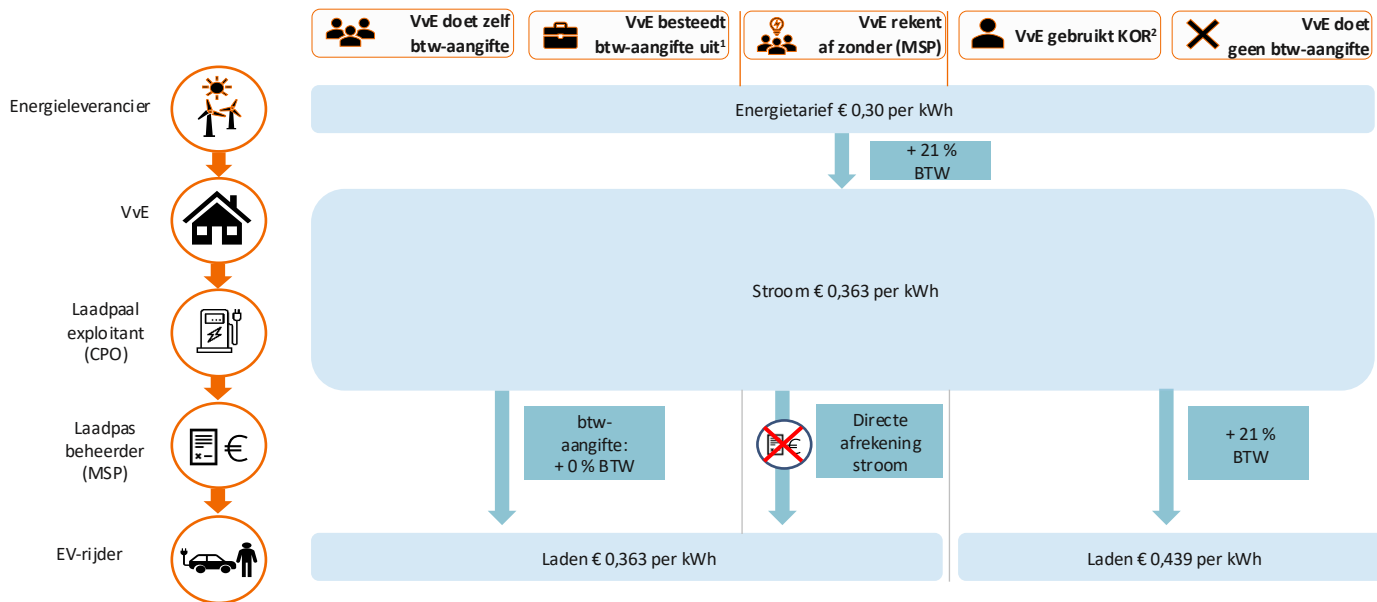 VvE doet zelf
btw-aangifte
VvE besteedt
btw-aangifte uit¹
VvE rekent
af zonder (MSP)
VvE gebruikt KOR²
VvE doet
geen btw-aangifte
Energieleverancier
Energietarief € 0,30 per kWh
+ 21 %
BTW
VvE
Stroom € 0,363 per kWh
Laadpaal
exploitant
(CPO)
Laadpas
beheerder
(MSP)
btw-
aangifte:
+ 0 % BTW
Directe
afrekening
stroom
+ 21 %
BTW
EV-rijder
Laden € 0,363 per kWh
Laden € 0,439 per kWh